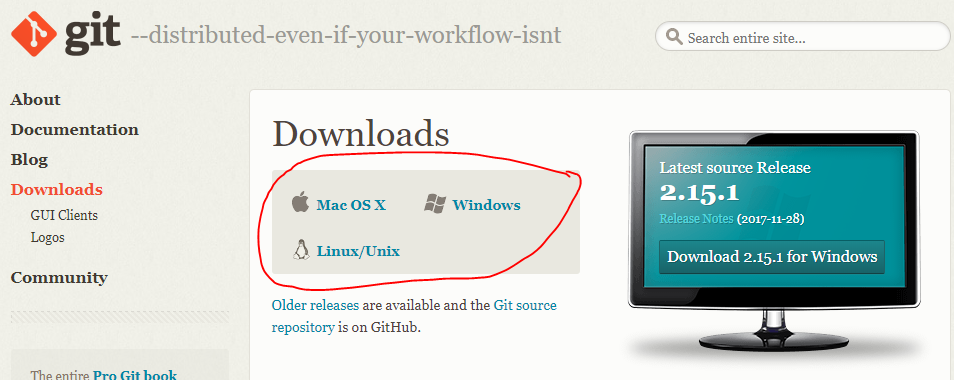 git --distributed-even-if-your-workflow-isnt
Search entire site...
About
Documentation
Blog
Downloads
GUI Clients
Logos
Community
The entire Pro Git book
Downloads
Mac OS X
Windows
Linux/Unix
Older releases are available and the Git source
repository is on GitHub.
Latest source Release
2.15.1
Release Notes (2017-11-28)
Download 2.15.1 for Windows